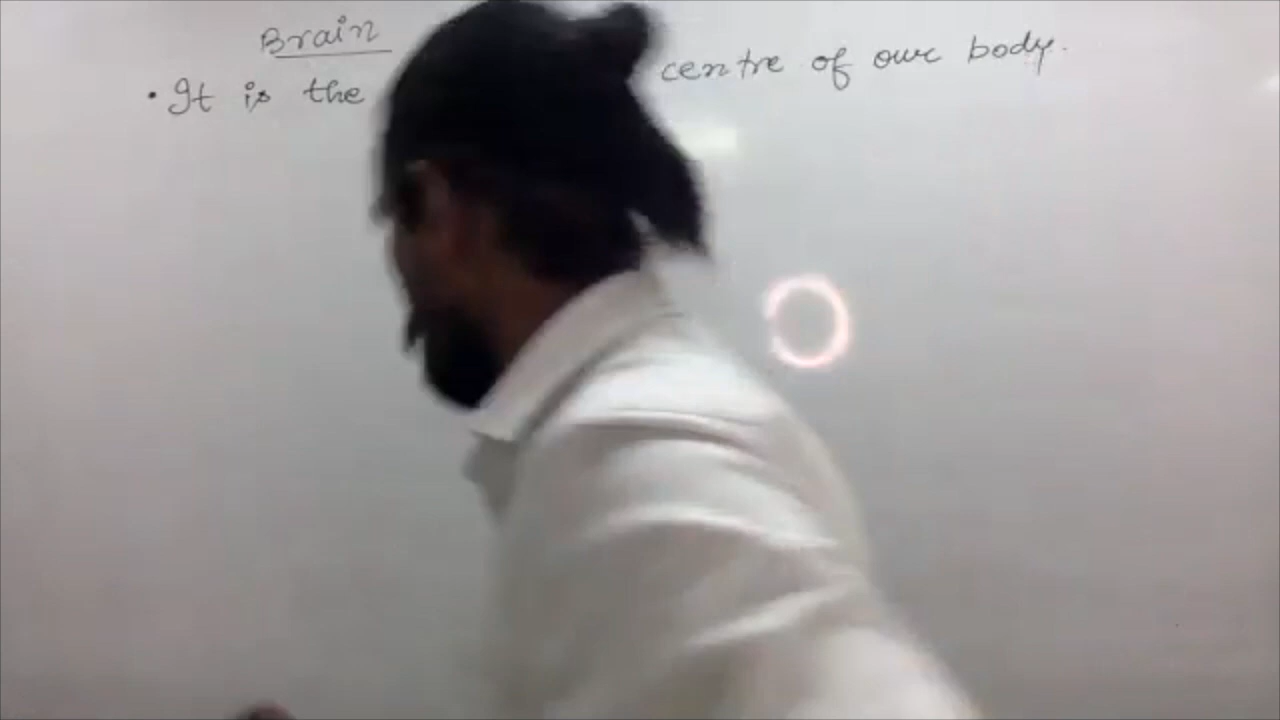 Brain
• It is the centre of our body.